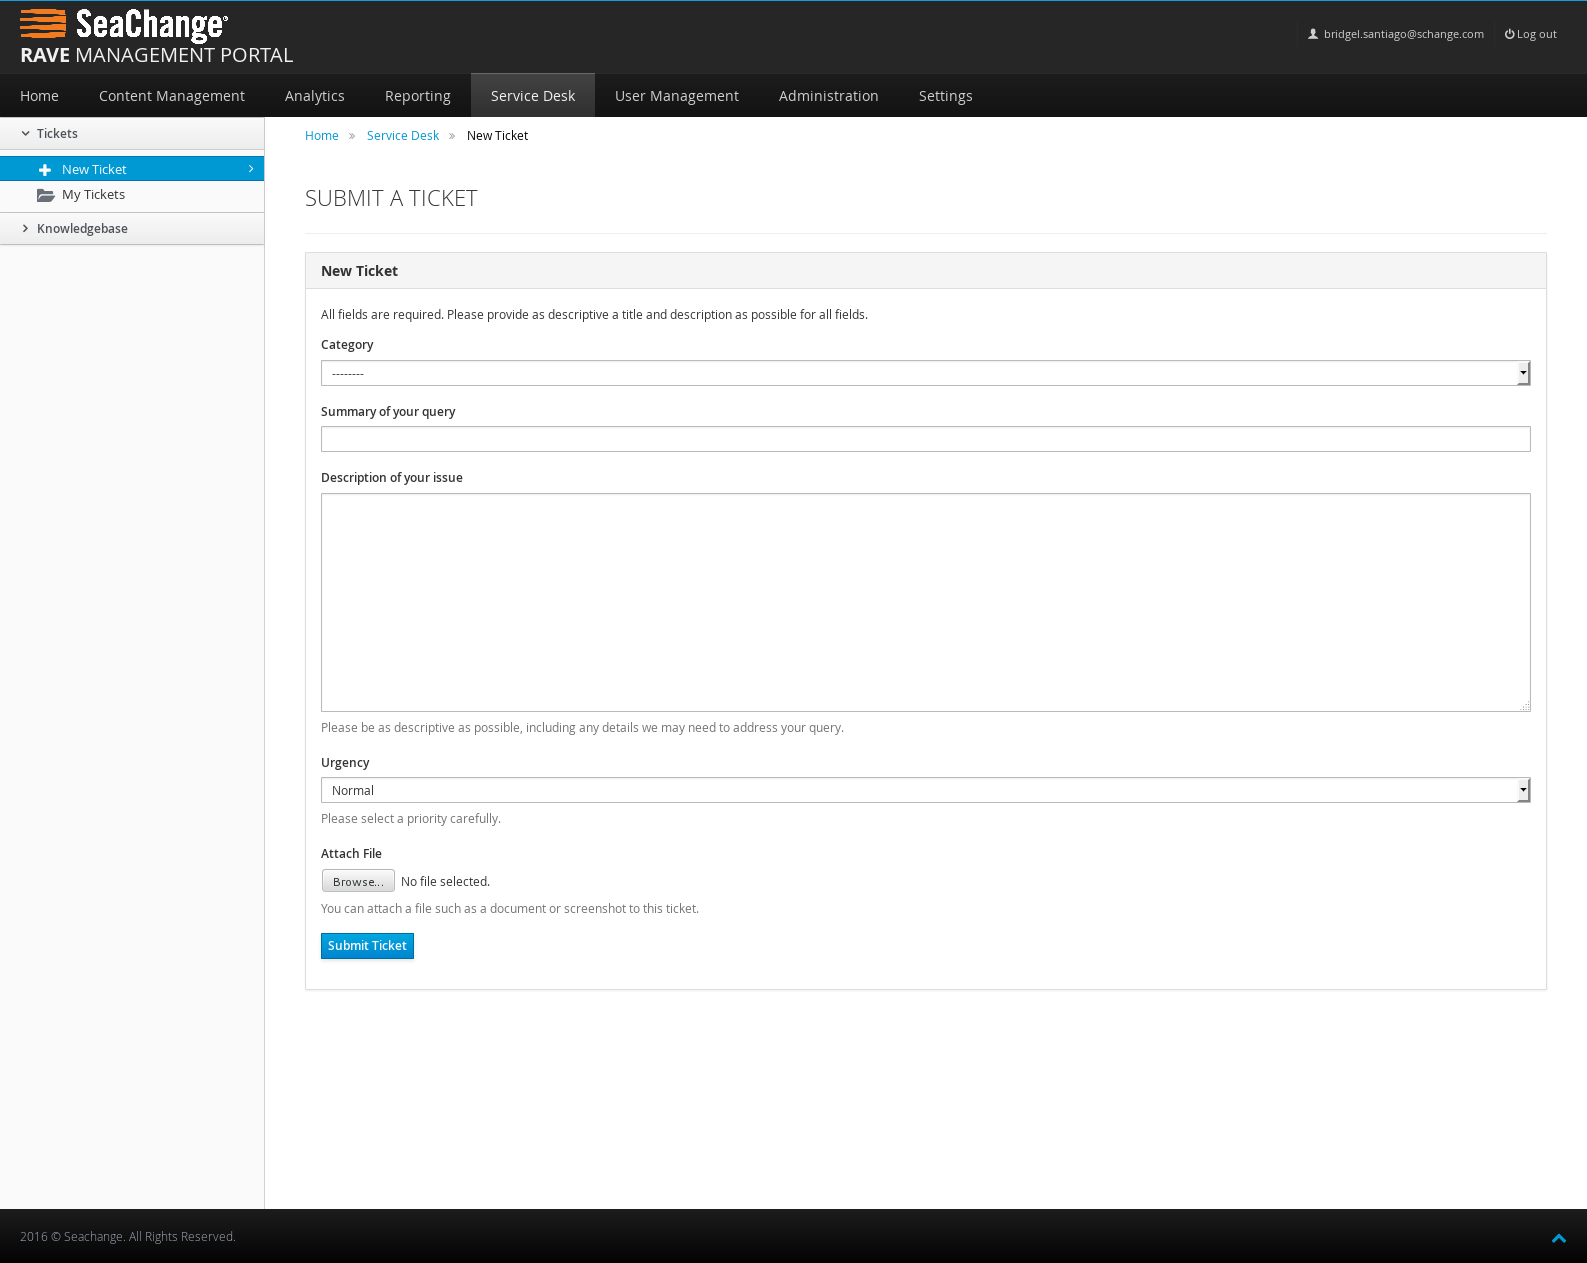 SeaChange
RAVE MANAGEMENT PORTAL
bridgel.santiago@schange.com Log out
Home Content Management Analytics Reporting Service Desk User Management Administration Settings
Tickets
New Ticket
My Tickets
Knowledgebase
Home » Service Desk » New Ticket
SUBMIT A TICKET
New Ticket
All fields are required. Please provide as descriptive a title and description as possible for all fields.
Category
--------
Summary of your query
Description of your issue
Please be as descriptive as possible, including any details we may need to address your query.
Urgency
Normal
Please select a priority carefully.
Attach File
Browse... No file selected.
You can attach a file such as a document or screenshot to this ticket.
Submit Ticket
2016 © Seachange. All Rights Reserved.